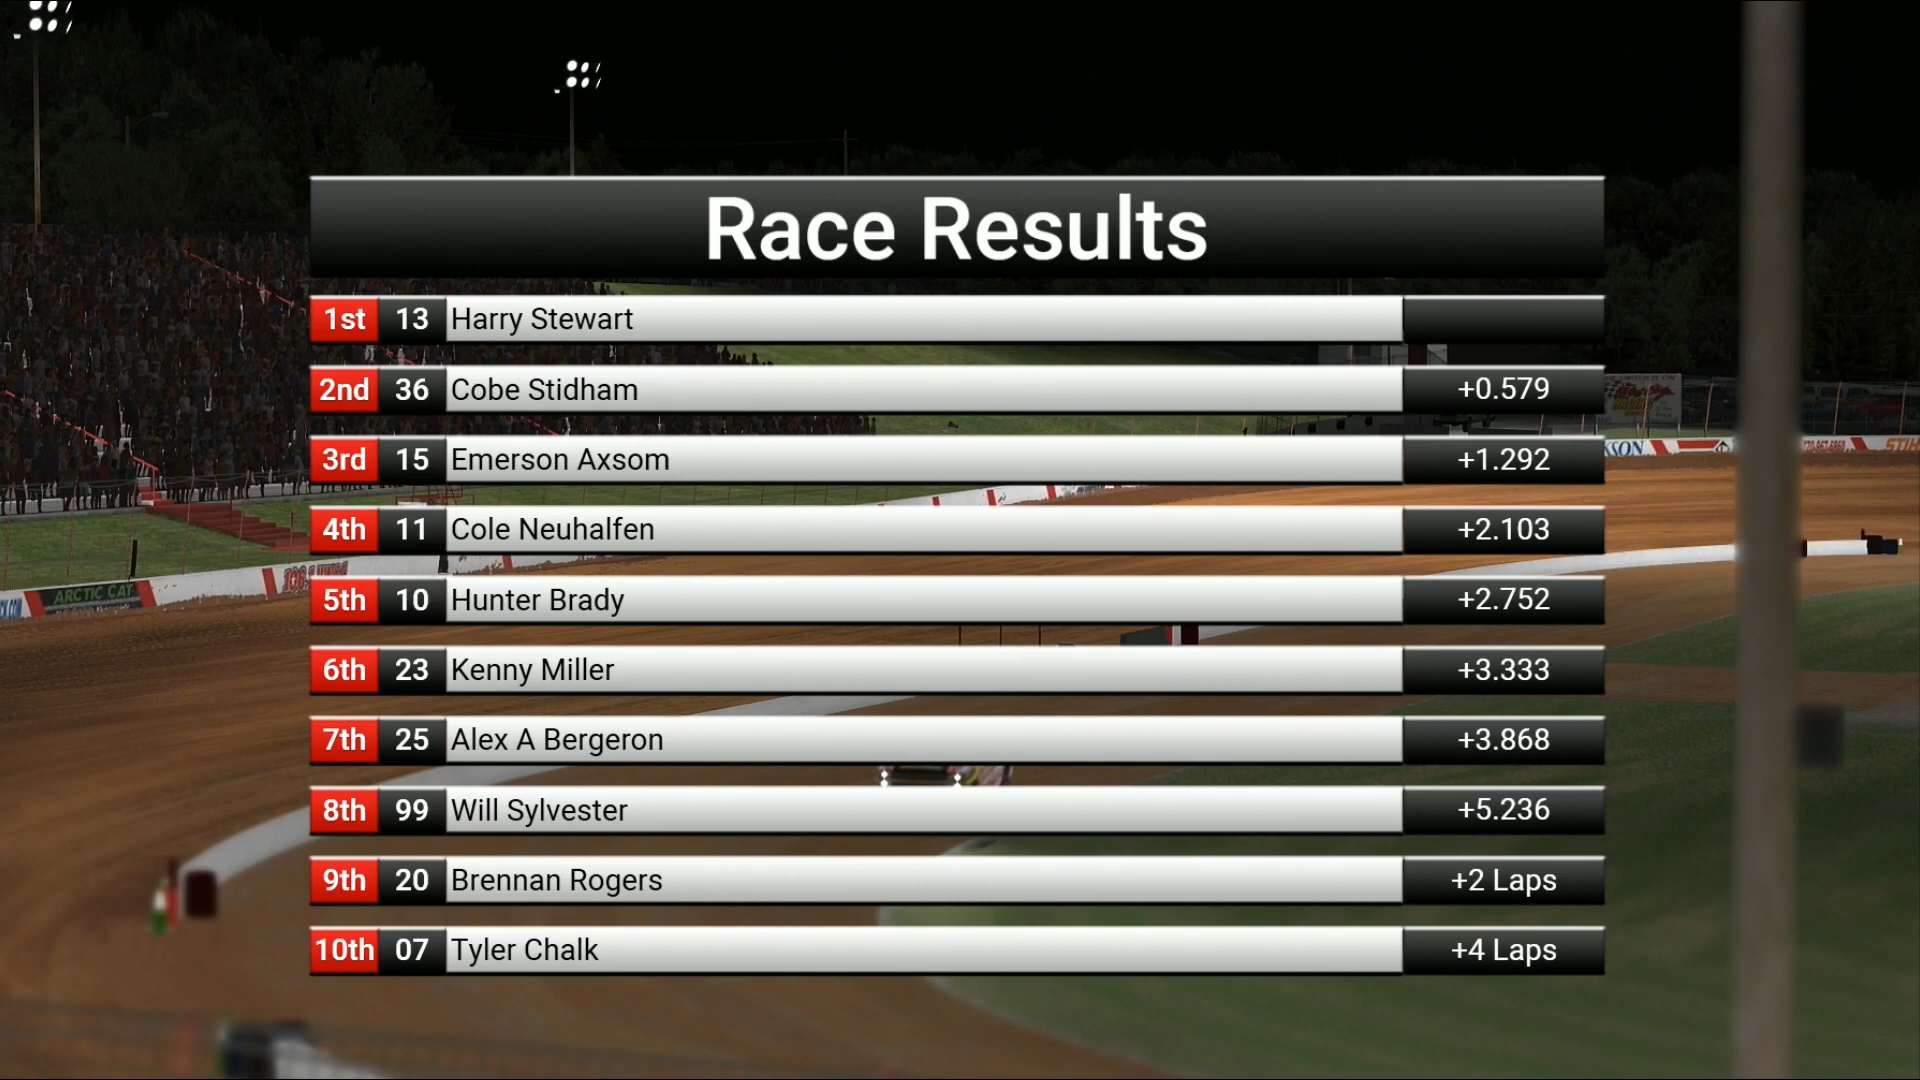 Race Results
1st 13 Harry Stewart
2nd 36 Cobe Stidham +0.579
3rd 15 Emerson Axsom +1.292
4th 11 Cole Neuhalfen +2.103
5th 10 Hunter Brady +2.752
6th 23 Kenny Miller +3.333
7th 25 Alex A Bergeron +3.868
8th 99 Will Sylvester +5.236
9th 20 Brennan Rogers +2 Laps
10th 07 Tyler Chalk +4 Laps
ARCTIC CAT